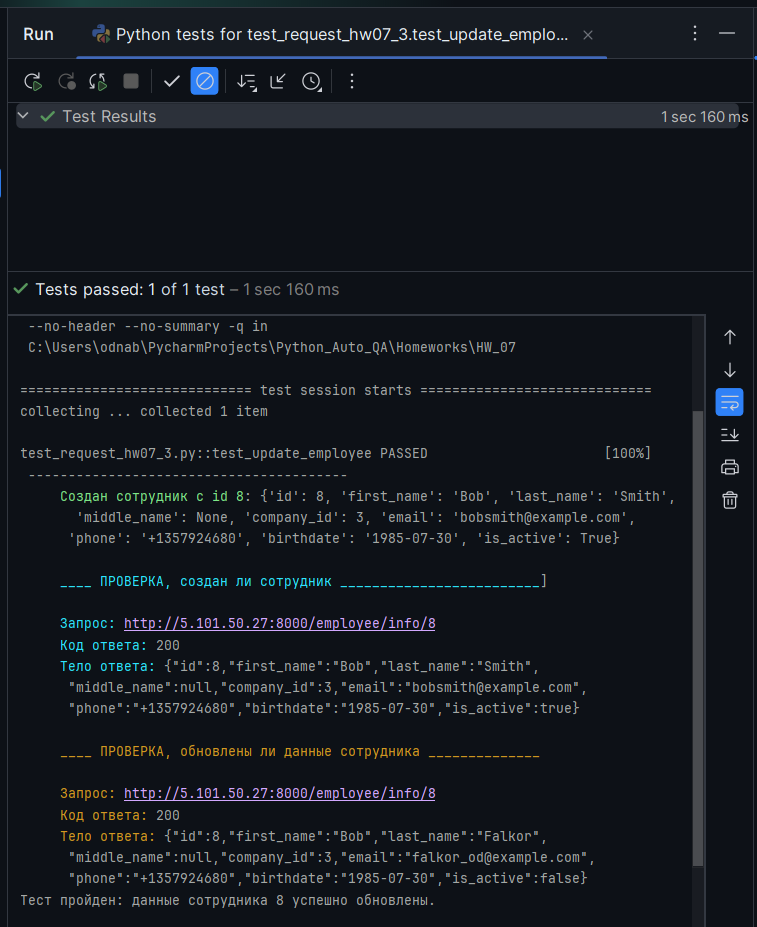 Run
Python tests for test_request_hw07_3.test_update_emplo...
Test Results
1 sec 160 ms
Tests passed: 1 of 1 test – 1 sec 160 ms
--no-header --no-summary -q in
C:\Users\odnab\PycharmProjects\Python_Auto_QA\Homeworks\HW_07
============================= test session starts =============================
collecting ... collected 1 item
test_request_hw07_3.py::test_update_employee PASSED [100%]
----------------------------------------
Создан сотрудник с id 8: {'id': 8, 'first_name': 'Bob', 'last_name': 'Smith',
'middle_name': None, 'company_id': 3, 'email': 'bobsmith@example.com',
'phone': '+1357924680', 'birthdate': '1985-07-30', 'is_active': True}
____ ПРОВЕРКА, создан ли сотрудник _________________________]
Запрос: http://5.101.50.27:8000/employee/info/8
Код ответа: 200
Тело ответа: {"id":8,"first_name":"Bob","last_name":"Smith",
"middle_name":null,"company_id":3,"email":"bobsmith@example.com",
"phone":"+1357924680","birthdate":"1985-07-30","is_active":true}
____ ПРОВЕРКА, обновлены ли данные сотрудника ______________
Запрос: http://5.101.50.27:8000/employee/info/8
Код ответа: 200
Тело ответа: {"id":8,"first_name":"Bob","last_name":"Falkor",
"middle_name":null,"company_id":3,"email":"falkor_od@example.com",
"phone":"+1357924680","birthdate":"1985-07-30","is_active":false}
Тест пройден: данные сотрудника 8 успешно обновлены.